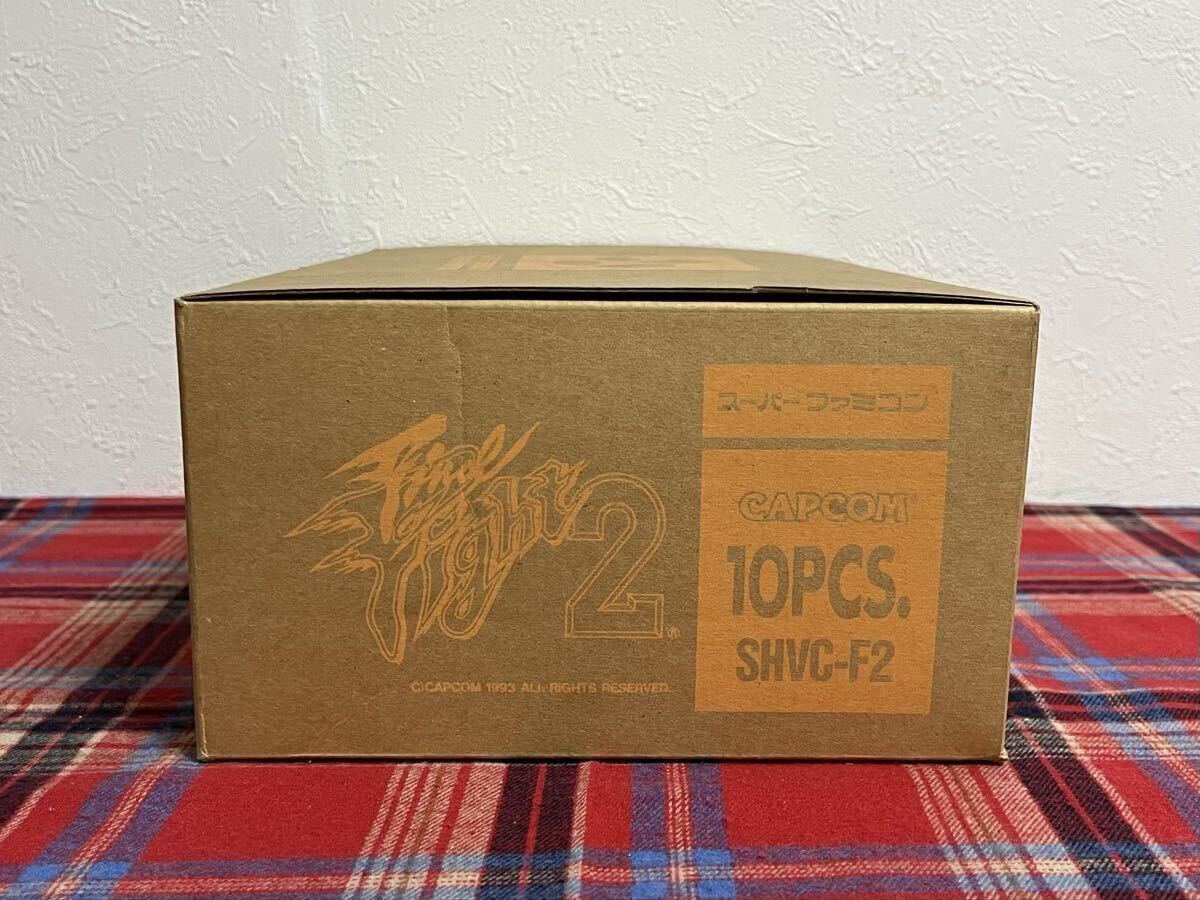 Final
Fight 2®
©CAPCOM 1993 ALL RIGHTS RESERVED.
スーパーファミコン®
CAPCOM®
10PCS.
SHVC-F2